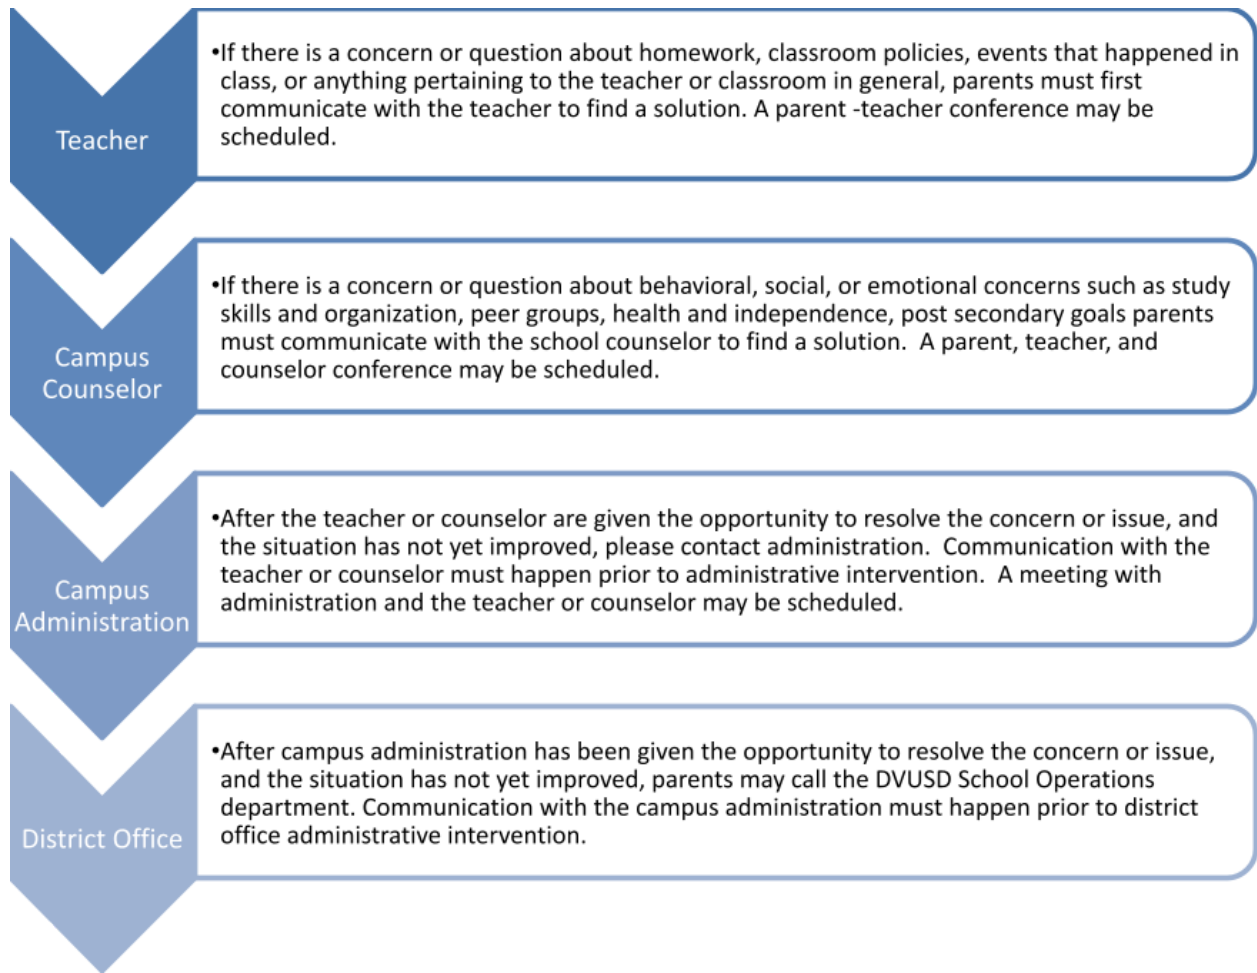 Teacher
•If there is a concern or question about homework, classroom policies, events that happened in
class, or anything pertaining to the teacher or classroom in general, parents must first
communicate with the teacher to find a solution. A parent -teacher conference may be
scheduled.
Campus
Counselor
•If there is a concern or question about behavioral, social, or emotional concerns such as study
skills and organization, peer groups, health and independence, post secondary goals parents
must communicate with the school counselor to find a solution.  A parent, teacher, and
counselor conference may be scheduled.
Campus
Administration
•After the teacher or counselor are given the opportunity to resolve the concern or issue, and
the situation has not yet improved, please contact administration.  Communication with the
teacher or counselor must happen prior to administrative intervention.  A meeting with
administration and the teacher or counselor may be scheduled.
District Office
•After campus administration has been given the opportunity to resolve the concern or issue,
and the situation has not yet improved, parents may call the DVUSD School Operations
department. Communication with the campus administration must happen prior to district
office administrative intervention.